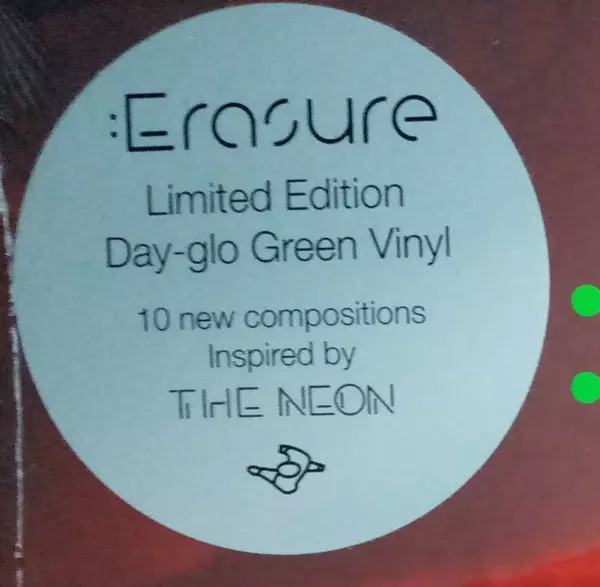 :Erasure
Limited Edition
Day-glo Green Vinyl
10 new compositions
Inspired by
THE NEON